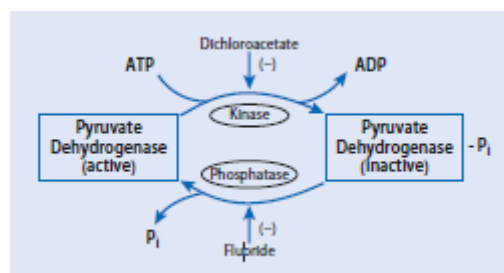 Dichloroacetate
ATP
(–)
ADP
Kinase
Pyruvate
Dehydrogenase
(active)
Pyruvate
Dehydrogenase
(Inactive)
- Pi
Phosphatase
Pi
(–)
Fluoride